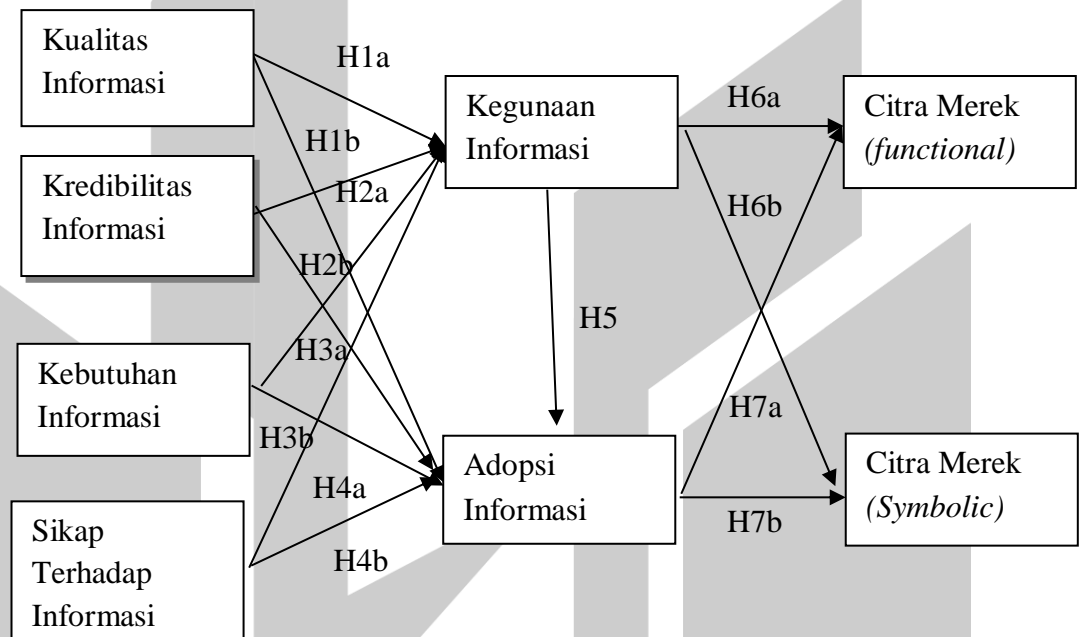 Kualitas
Informasi
Kredibilitas
Informasi
Kebutuhan
Informasi
Sikap
Terhadap
Informasi
H1a
H1b
H2a
H2b
H3a
H3b
H4a
H4b
Kegunaan
Informasi
H5
Adopsi
Informasi
H6a
H6b
H7a
H7b
Citra Merek
(functional)
Citra Merek
(Symbolic)